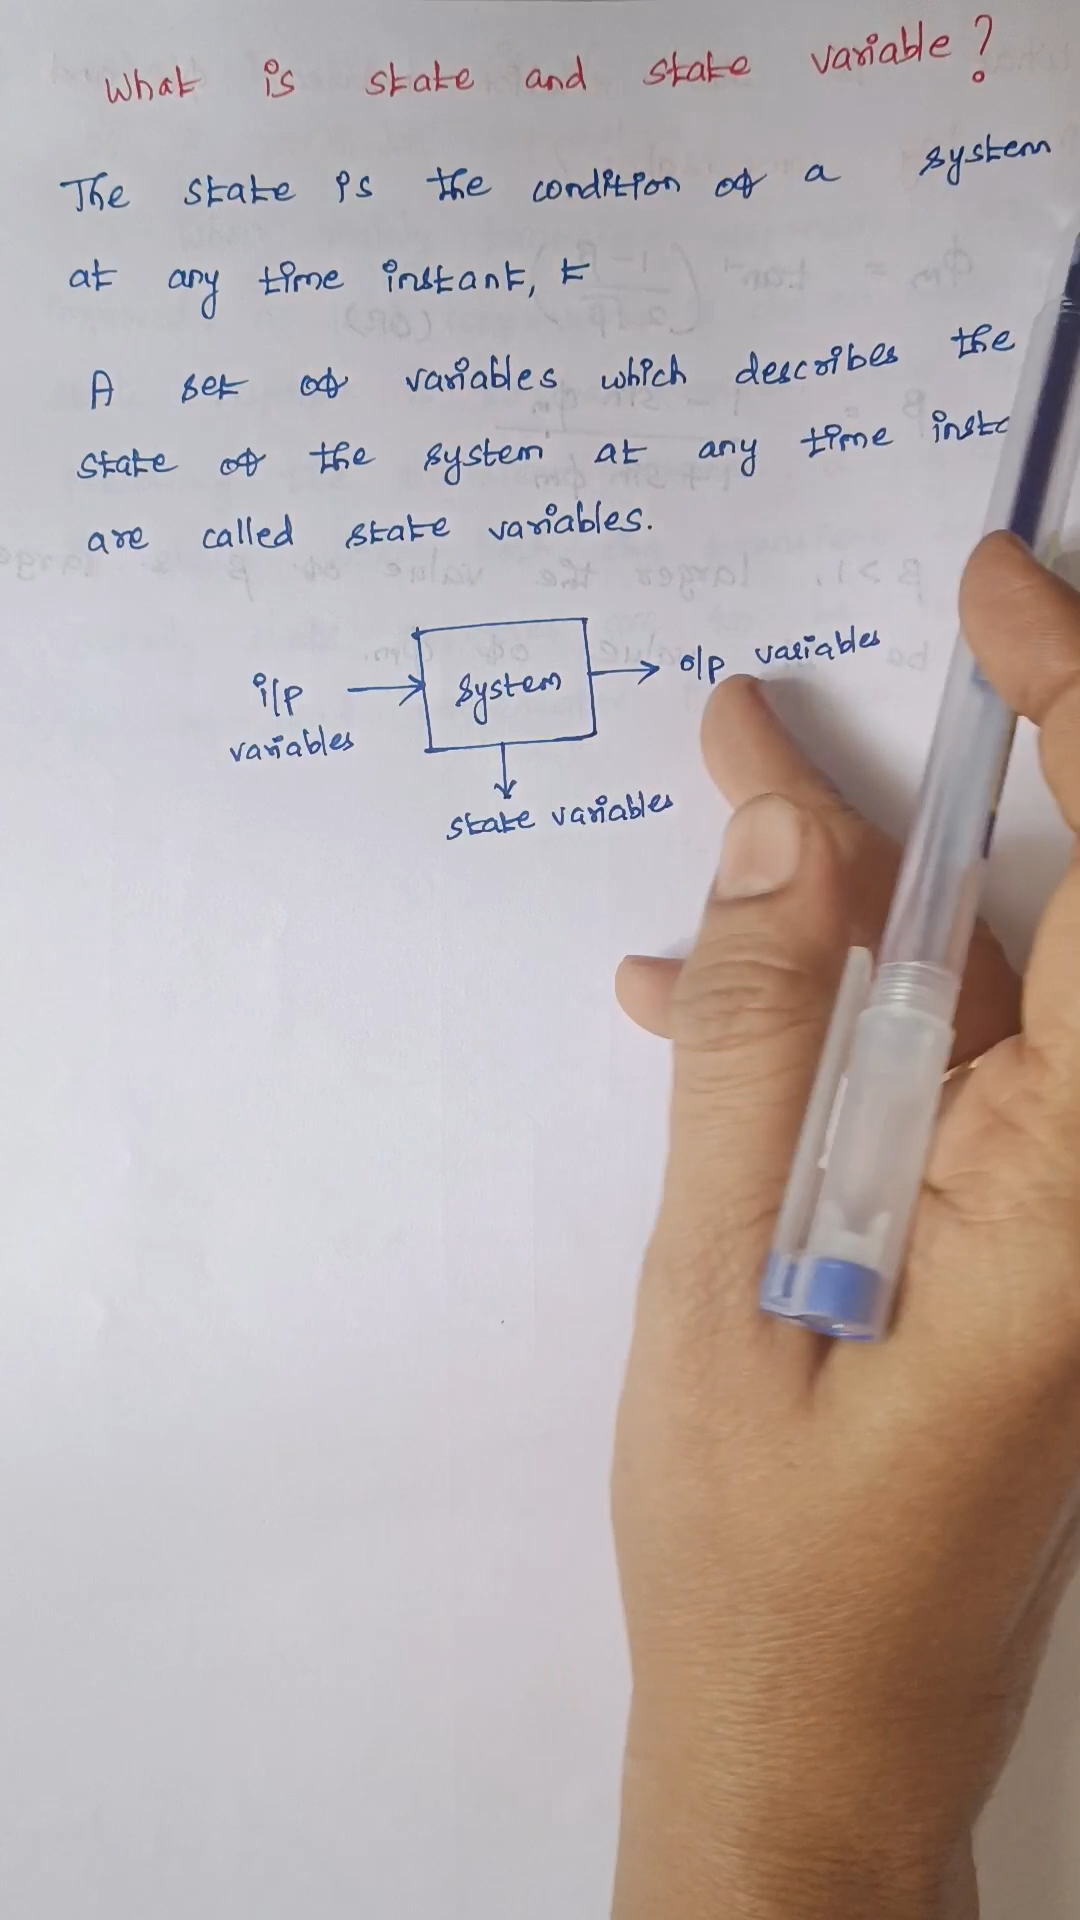 What is state and state variable?
The state is the condition of a system
at any time instant, t
A set of variables which describes the
state of the system at any time
are called state variables.
i/p
variables
system
o/p variables
state variables